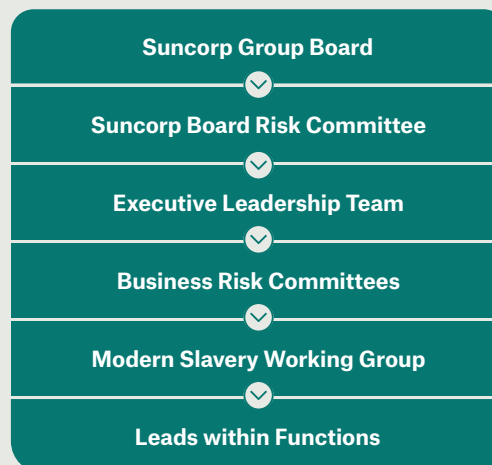 Suncorp Group Board
Suncorp Board Risk Committee
Executive Leadership Team
Business Risk Committees
Modern Slavery Working Group
Leads within Functions